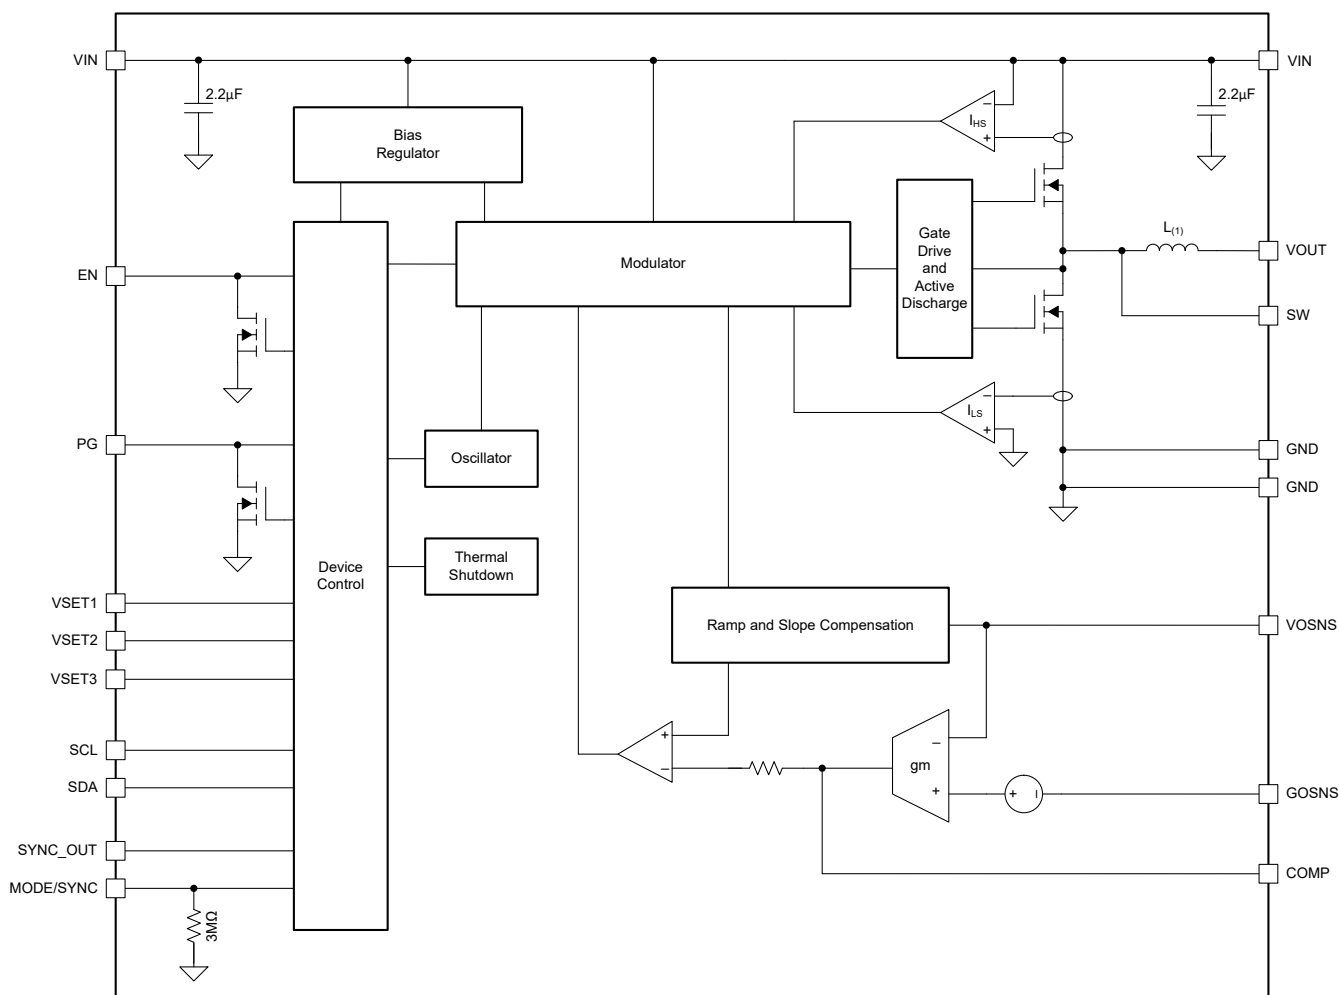 VIN
VIN
2.2µF
2.2µF
Bias
Regulator
I_HS
−
+
Gate
Drive
and
Active
Discharge
L(1)
VOUT
Modulator
EN
SW
I_LS
−
+
PG
Oscillator
GND
GND
Thermal
Shutdown
Device
Control
VSET1
VSET2
VSET3
Ramp and Slope Compensation
VOSNS
SCL
SDA
+
−
gm
−
+
+
GOSNS
SYNC_OUT
MODE/SYNC
COMP
3MΩ